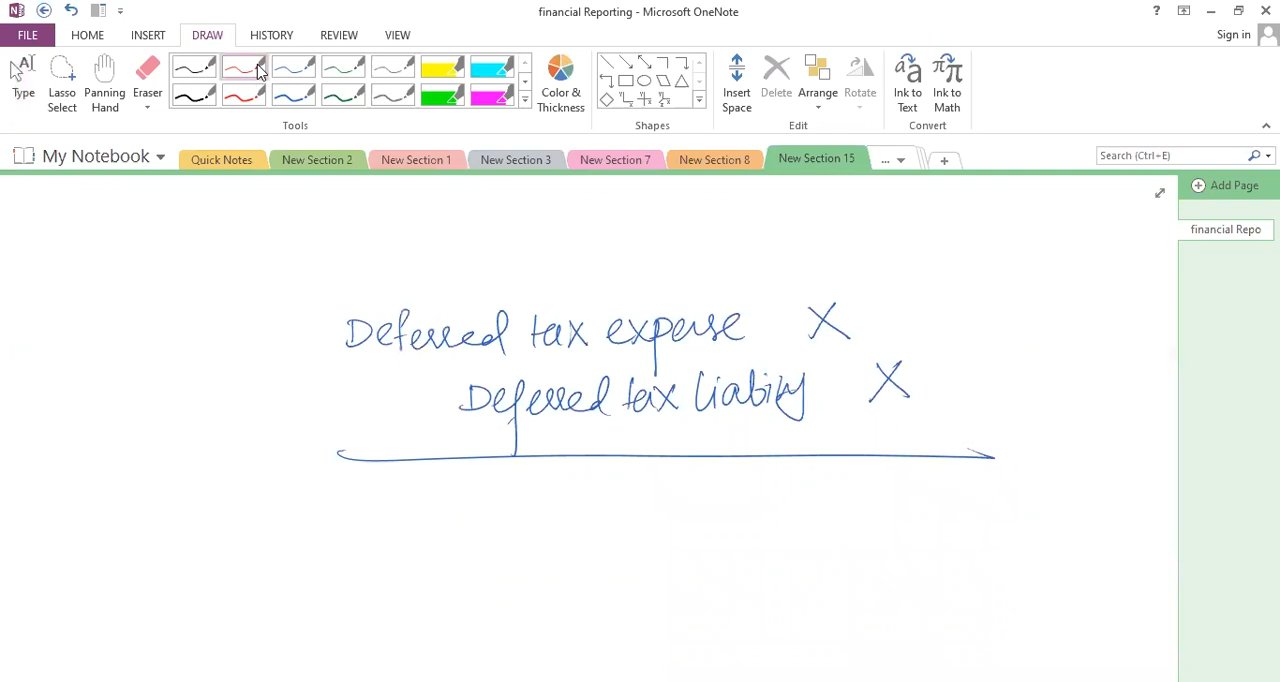 financial Reporting - Microsoft OneNote
?
FILE HOME INSERT DRAW HISTORY REVIEW VIEW
Sign in
Type
Lasso Select
Panning Hand
Eraser
Color & Thickness
Insert Space
Delete
Arrange
Rotate
Ink to Text
Ink to Math
Tools
Shapes
Edit
Convert
My Notebook
Quick Notes
New Section 2
New Section 1
New Section 3
New Section 7
New Section 8
New Section 15
...
Search (Ctrl+E)
Add Page
financial Repo
Deferred tax expense X
Deferred tax liability X